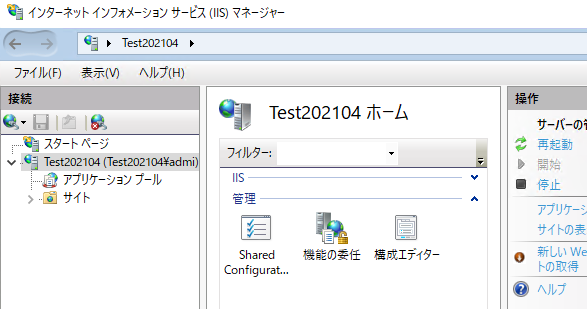 インターネット インフォメーション サービス (IIS) マネージャー
Test202104
ファイル(F) 表示(V) ヘルプ(H)
接続
スタート ページ
Test202104 (Test202104¥admi)
アプリケーション プール
サイト
Test202104 ホーム
フィルター:
IIS
管理
Shared Configurat...
機能の委任
構成エディター
操作
サーバーの管
再起動
開始
停止
アプリケーシ
サイトの表
新しい We
トの取得
ヘルプ